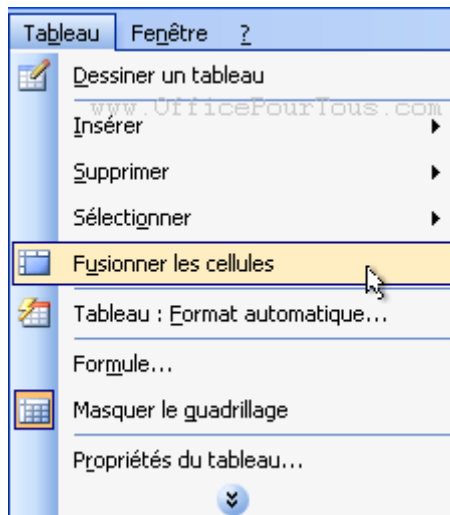 Tableau Fenêtre ?
Dessiner un tableau
www.OfficePourTous.com
Insérer
Supprimer
Sélectionner
Fusionner les cellules
Tableau : Format automatique...
Formule...
Masquer le quadrillage
Propriétés du tableau...